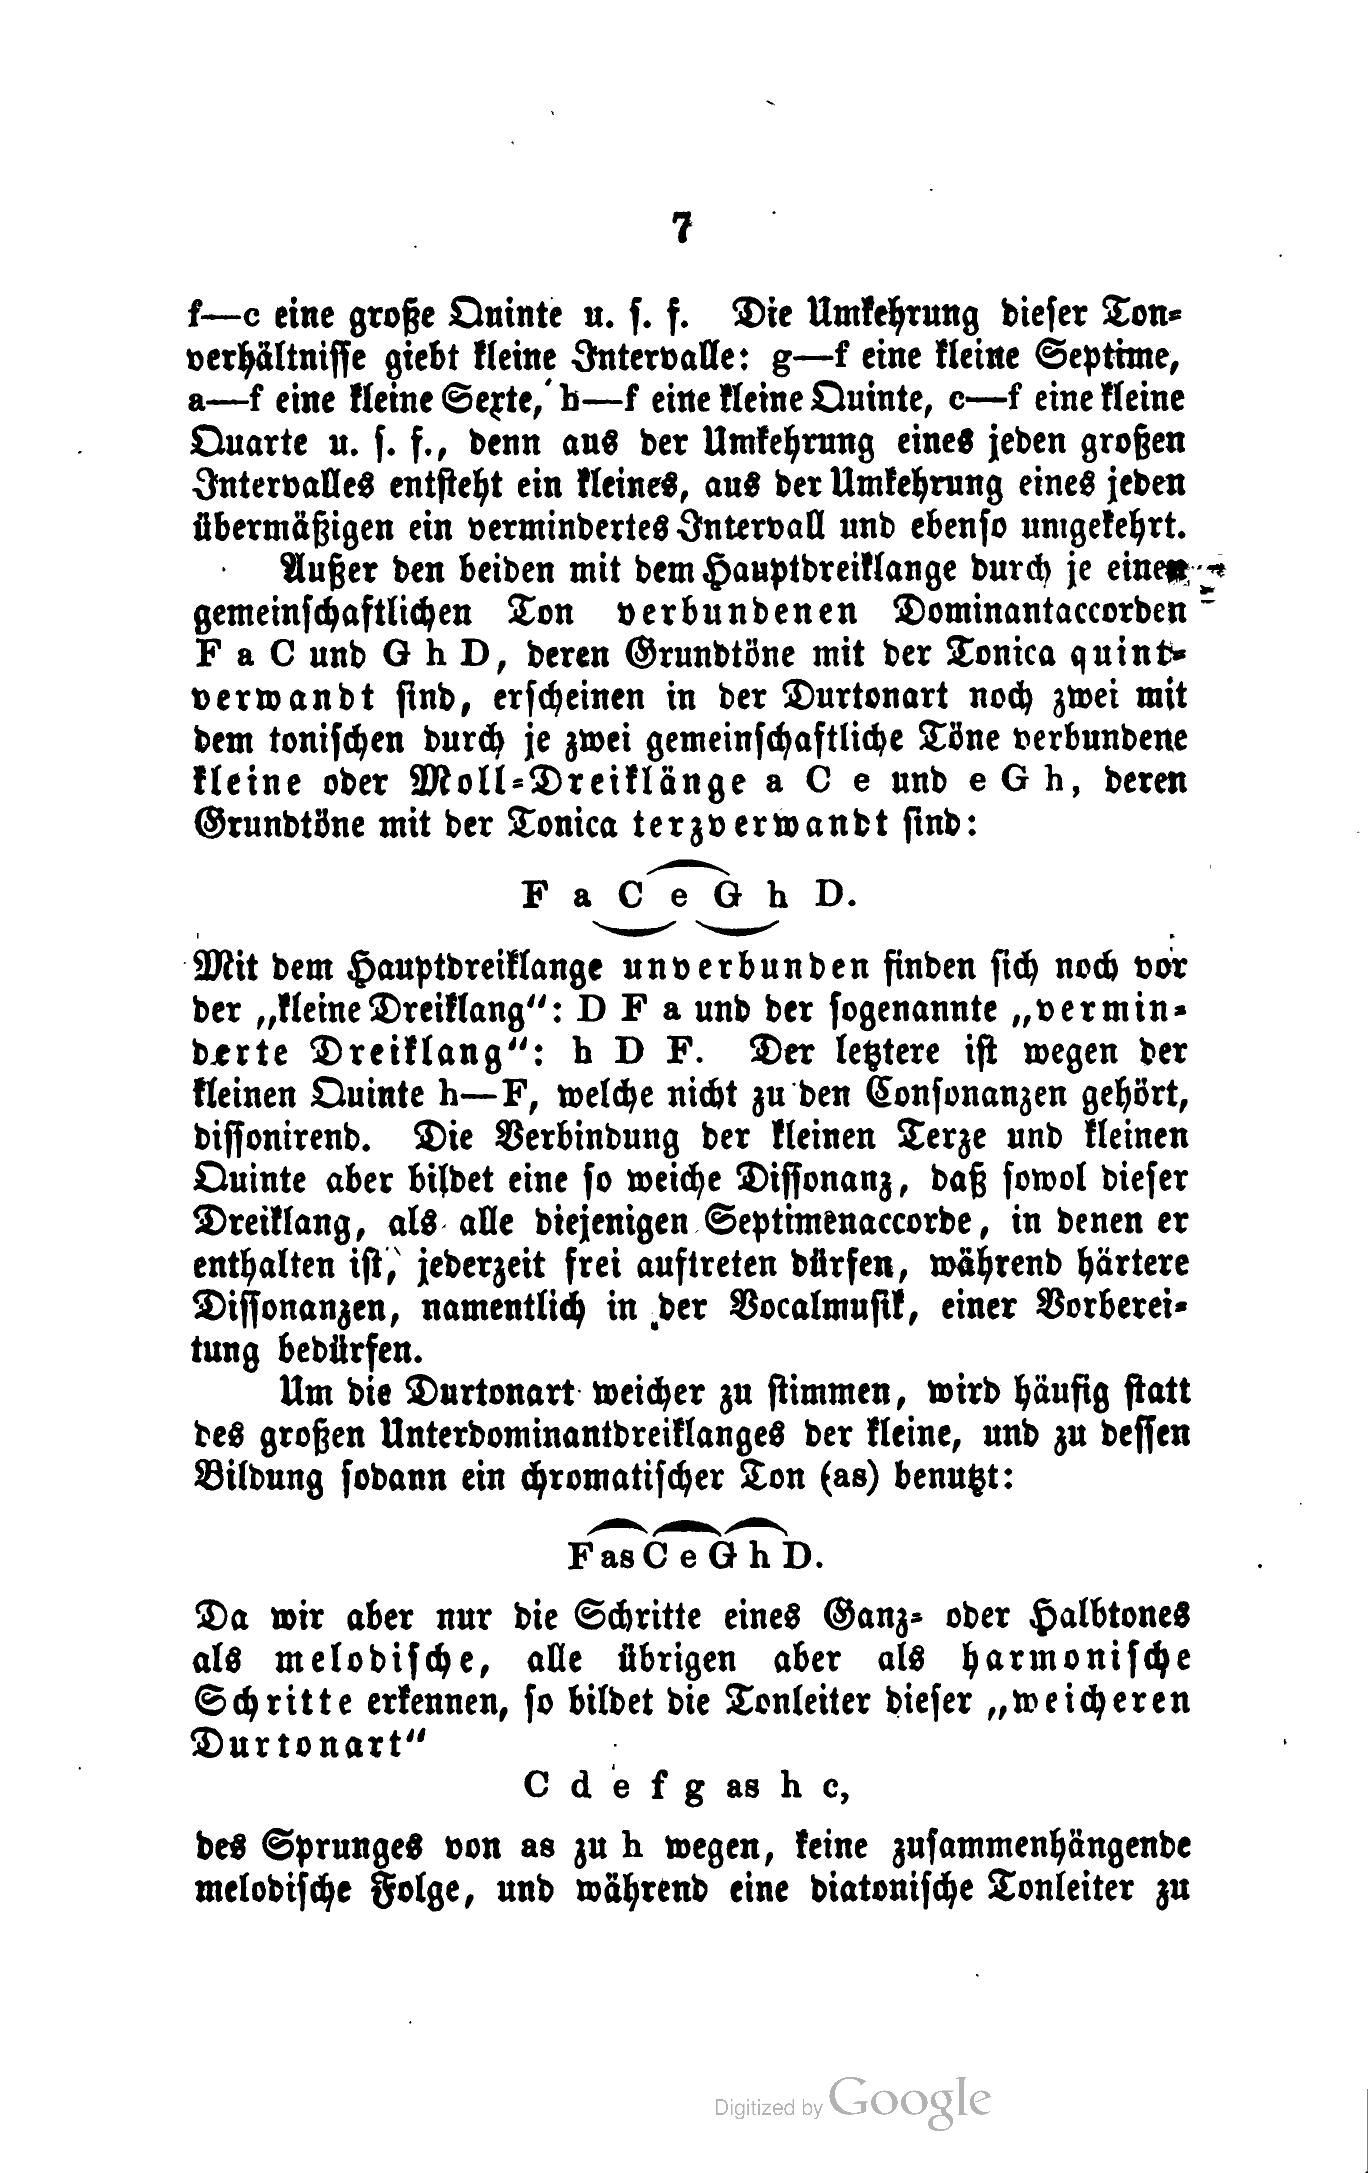 7
f—c eine große Quinte u. s. f. Die Umkehrung dieser Ton-
verhältnisse giebt kleine Intervalle: g—f eine kleine Septime,
a—f eine kleine Sexte, h—f eine kleine Quinte, c—f eine kleine
Quarte u. s. f., denn aus der Umkehrung eines jeden großen
Intervalles entsteht ein kleines, aus der Umkehrung eines jeden
übermäßigen ein vermindertes Intervall und ebenso umgekehrt.
Außer den beiden mit dem Hauptdreiklange durch je einen
gemeinschaftlichen Ton verbundenen Dominantaccorden
F a C und G h D, deren Grundtöne mit der Tonica quint-
verwandt sind, erscheinen in der Durtonart noch zwei mit
dem tonischen durch je zwei gemeinschaftliche Töne verbundene
kleine oder Moll-Dreiklänge a C e und e G h, deren
Grundtöne mit der Tonica terzverwandt sind:
F a C e G h D.
Mit dem Hauptdreiklange unverbunden finden sich noch vor
der „kleine Dreiklang“: D F a und der sogenannte „vermin-
derte Dreiklang“: h D F. Der letztere ist wegen der
kleinen Quinte h—F, welche nicht zu den Consonanzen gehört,
dissonirend. Die Verbindung der kleinen Terze und kleinen
Quinte aber bildet eine so weiche Dissonanz, daß sowol dieser
Dreiklang, als alle diejenigen Septimenaccorde, in denen er
enthalten ist, jederzeit frei auftreten dürfen, während härtere
Dissonanzen, namentlich in der Vocalmusik, einer Vorberei-
tung bedürfen.
Um die Durtonart weicher zu stimmen, wird häufig statt
des großen Unterdominantdreiklanges der kleine, und zu dessen
Bildung sodann ein chromatischer Ton (as) benutzt:
F as C e G h D.
Da wir aber nur die Schritte eines Ganz- oder Halbtones
als melodische, alle übrigen aber als harmonische
Schritte erkennen, so bildet die Tonleiter dieser „weicheren
Durtonart“
C d e f g as h c,
des Sprunges von as zu h wegen, keine zusammenhängende
melodische Folge, und während eine diatonische Tonleiter zu
Digitized by Google